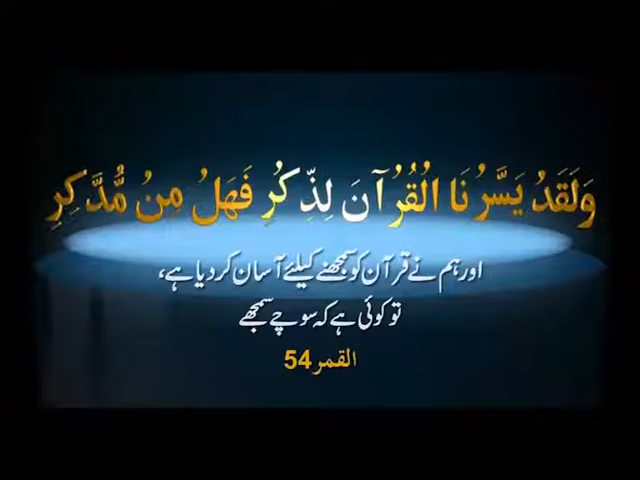 وَلَقَدُ يَسَّرُنَا الُقُرُآنَ لِذِّكُرِ فَهَلُ مِنُ مُّدَّكِرِ
اور ہم نے قرآن کو سمجھنے کیلئے آسان کر دیا ہے،
تو کوئی ہے کہ سوچے سمجھے
القمر 54